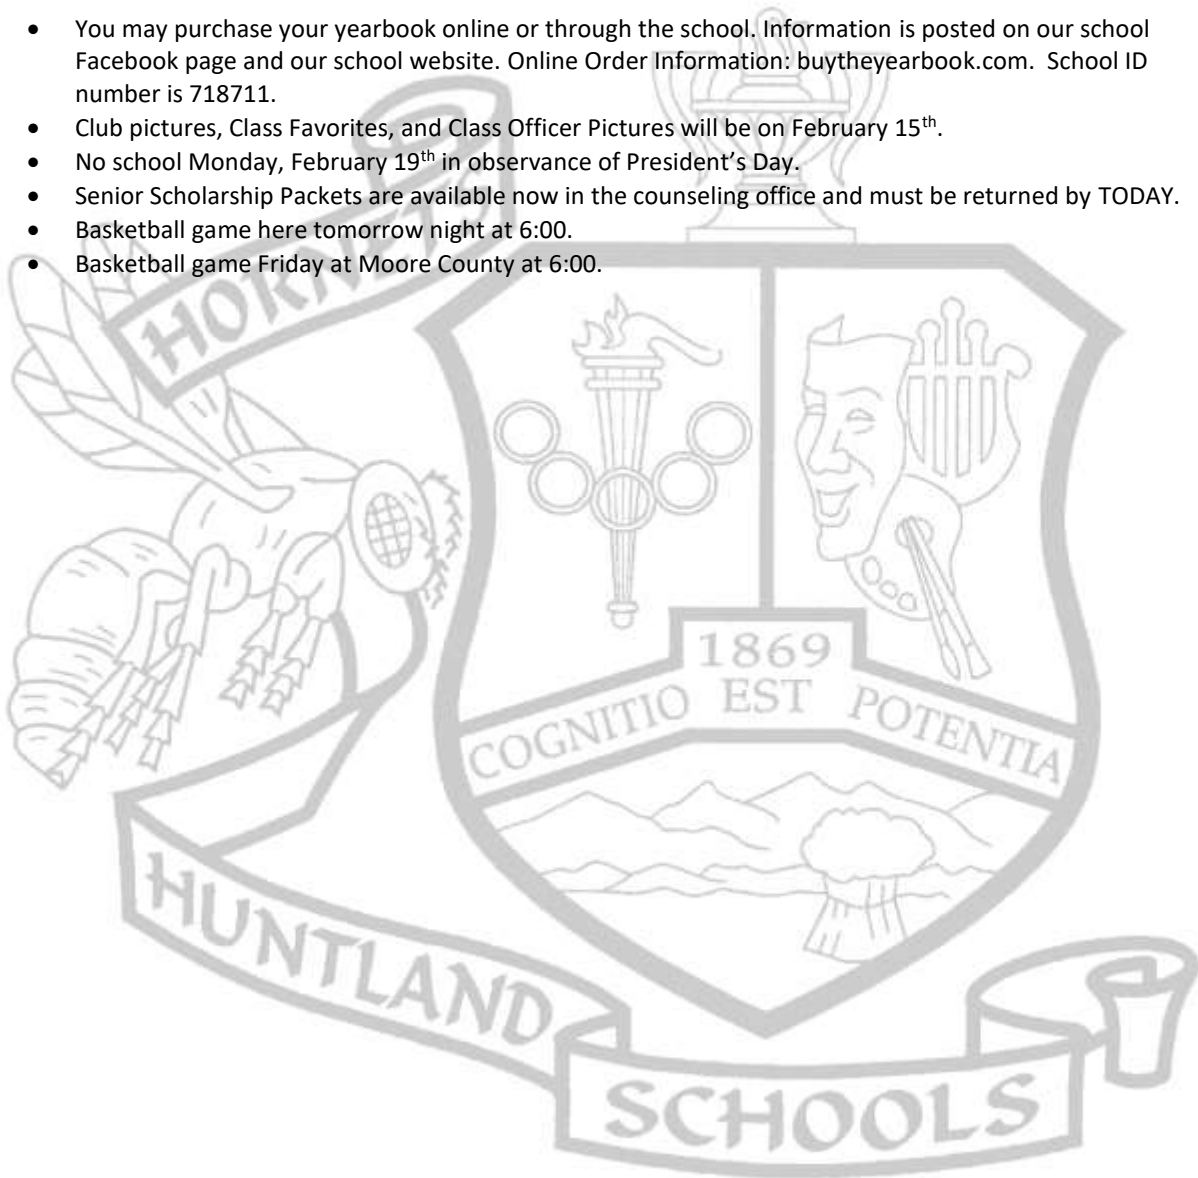 • You may purchase your yearbook online or through the school. Information is posted on our school
Facebook page and our school website. Online Order Information: buytheyearbook.com.  School ID
number is 718711.
• Club pictures, Class Favorites, and Class Officer Pictures will be on February 15th.
• No school Monday, February 19th in observance of President’s Day.
• Senior Scholarship Packets are available now in the counseling office and must be returned by TODAY.
• Basketball game here tomorrow night at 6:00.
• Basketball game Friday at Moore County at 6:00.
HORNETS
1869
COGNITIO EST POTENTIA
HUNTLAND
SCHOOLS